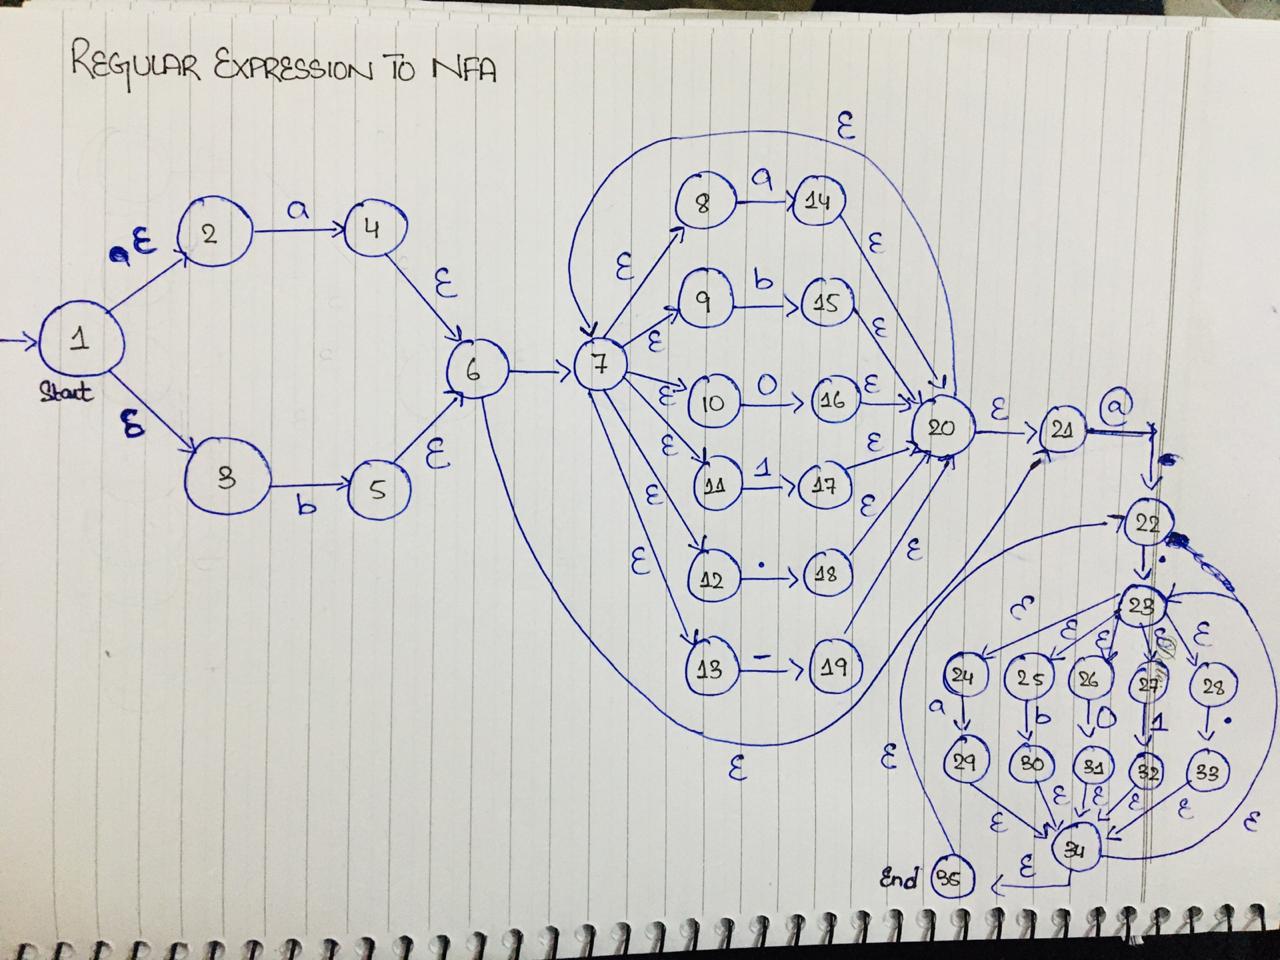 REGULAR EXPRESSION TO NFA
ε
8 a 14
ε ε
2 a 4
ε ε
9 b 15
ε ε
1
Start
6 7
ε 10 0 16 ε
20 ε 21 @
ε ε
ε 11 1 17 ε
3 b 5
ε ε
22
ε 12 . 18 ε
.
23
ε ε ε ε ε
13 - 19
24 25 26 27 28
a b 0 1 .
ε ε
29 30 31 32 33
ε ε ε ε ε
ε
34
ε
End 35